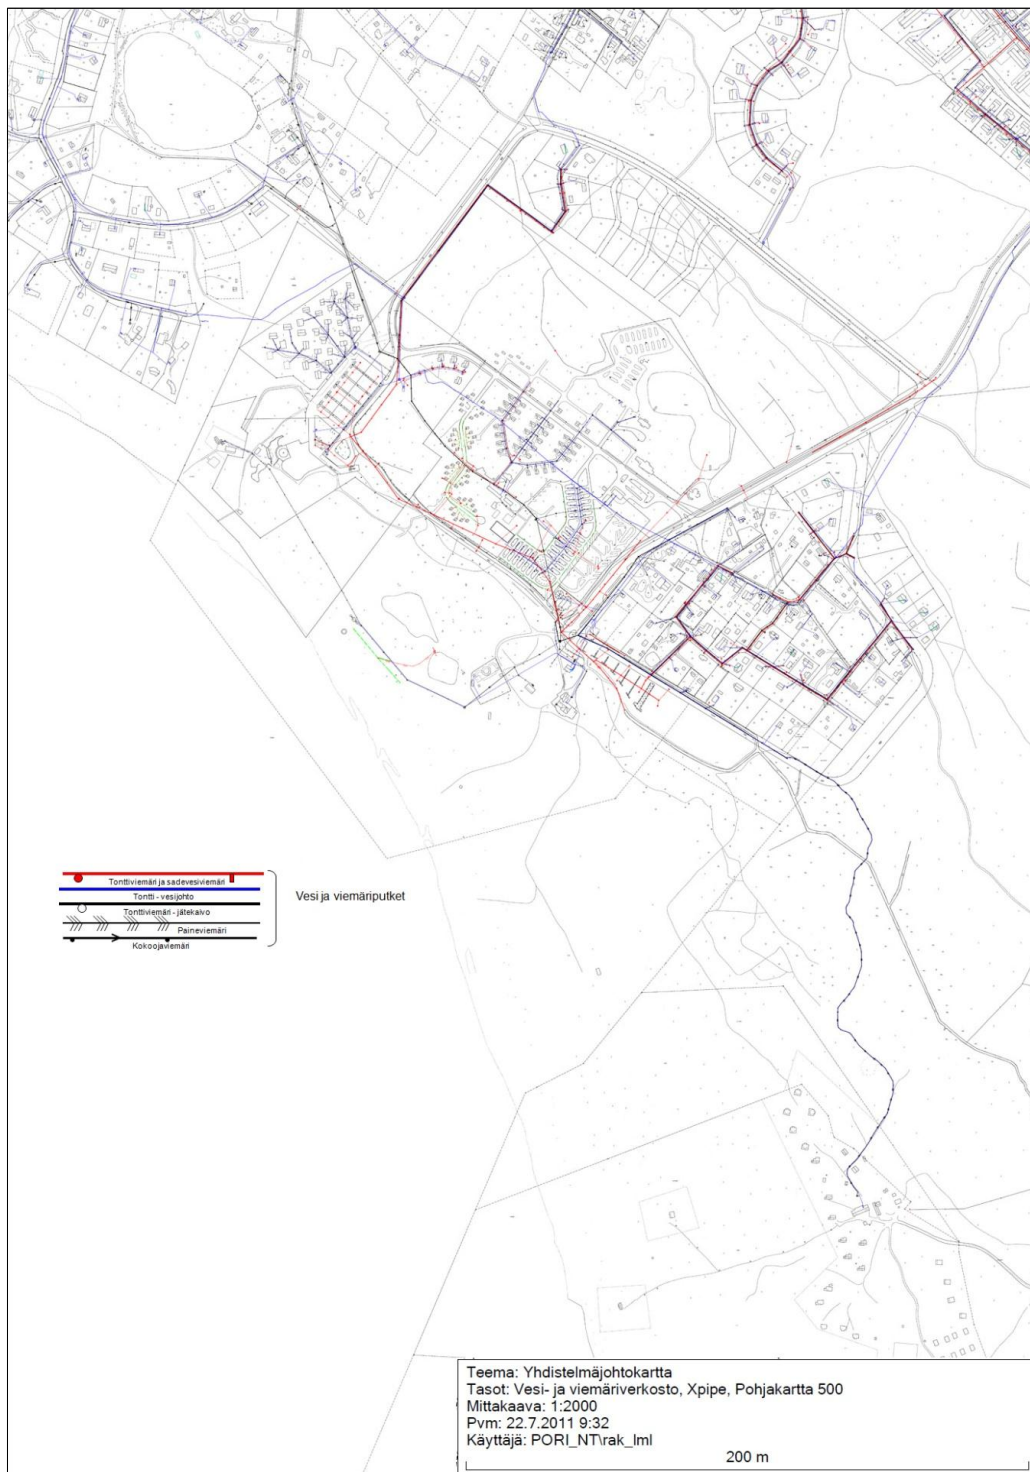 Tonttiviemäri ja sadevesiviemäri
Tontti - vesijohto
Tonttiviemäri - jätekaivo
Paineviemäri
Kokoojaviemäri
Vesi ja viemäriputket
Teema: Yhdistelmäjohtokartta
Tasot: Vesi- ja viemäriverkosto, Xpipe, Pohjakartta 500
Mittakaava: 1:2000
Pvm: 22.7.2011 9:32
Käyttäjä: PORI_NT\rak_lml
200 m